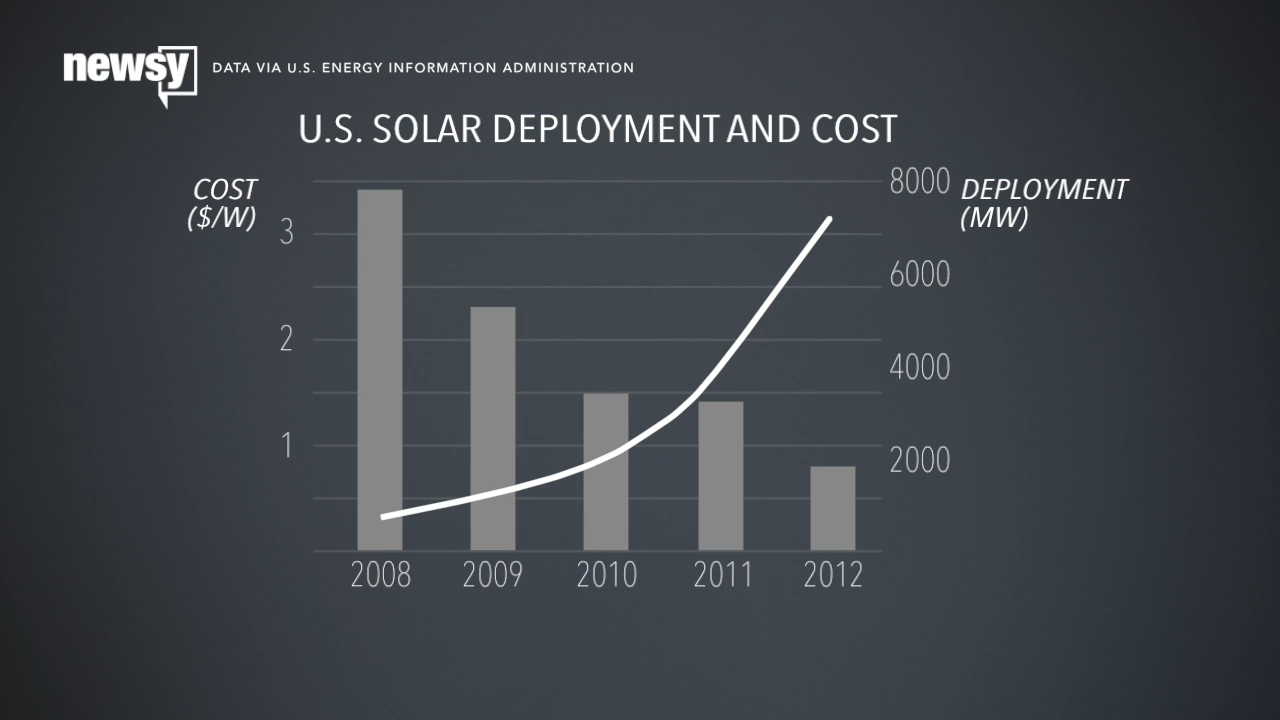 newsy
DATA VIA U.S. ENERGY INFORMATION ADMINISTRATION
U.S. SOLAR DEPLOYMENT AND COST
COST
($/W)
3
2
1
8000
6000
4000
2000
DEPLOYMENT
(MW)
2008 2009 2010 2011 2012